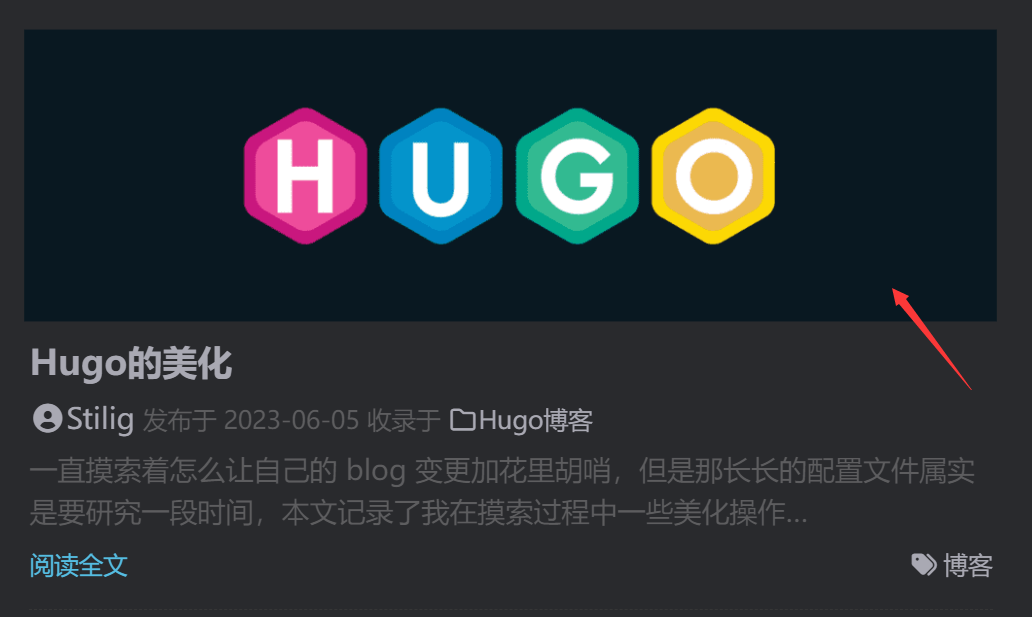 HUGO
Hugo的美化
Stilig 发布于 2023-06-05 收录于 Hugo博客
一直摸索着怎么让自己的 blog 变更加花里胡哨，但是那长长的配置文件属实
是要研究一段时间，本文记录了我在摸索过程中一些美化操作...
阅读全文 博客